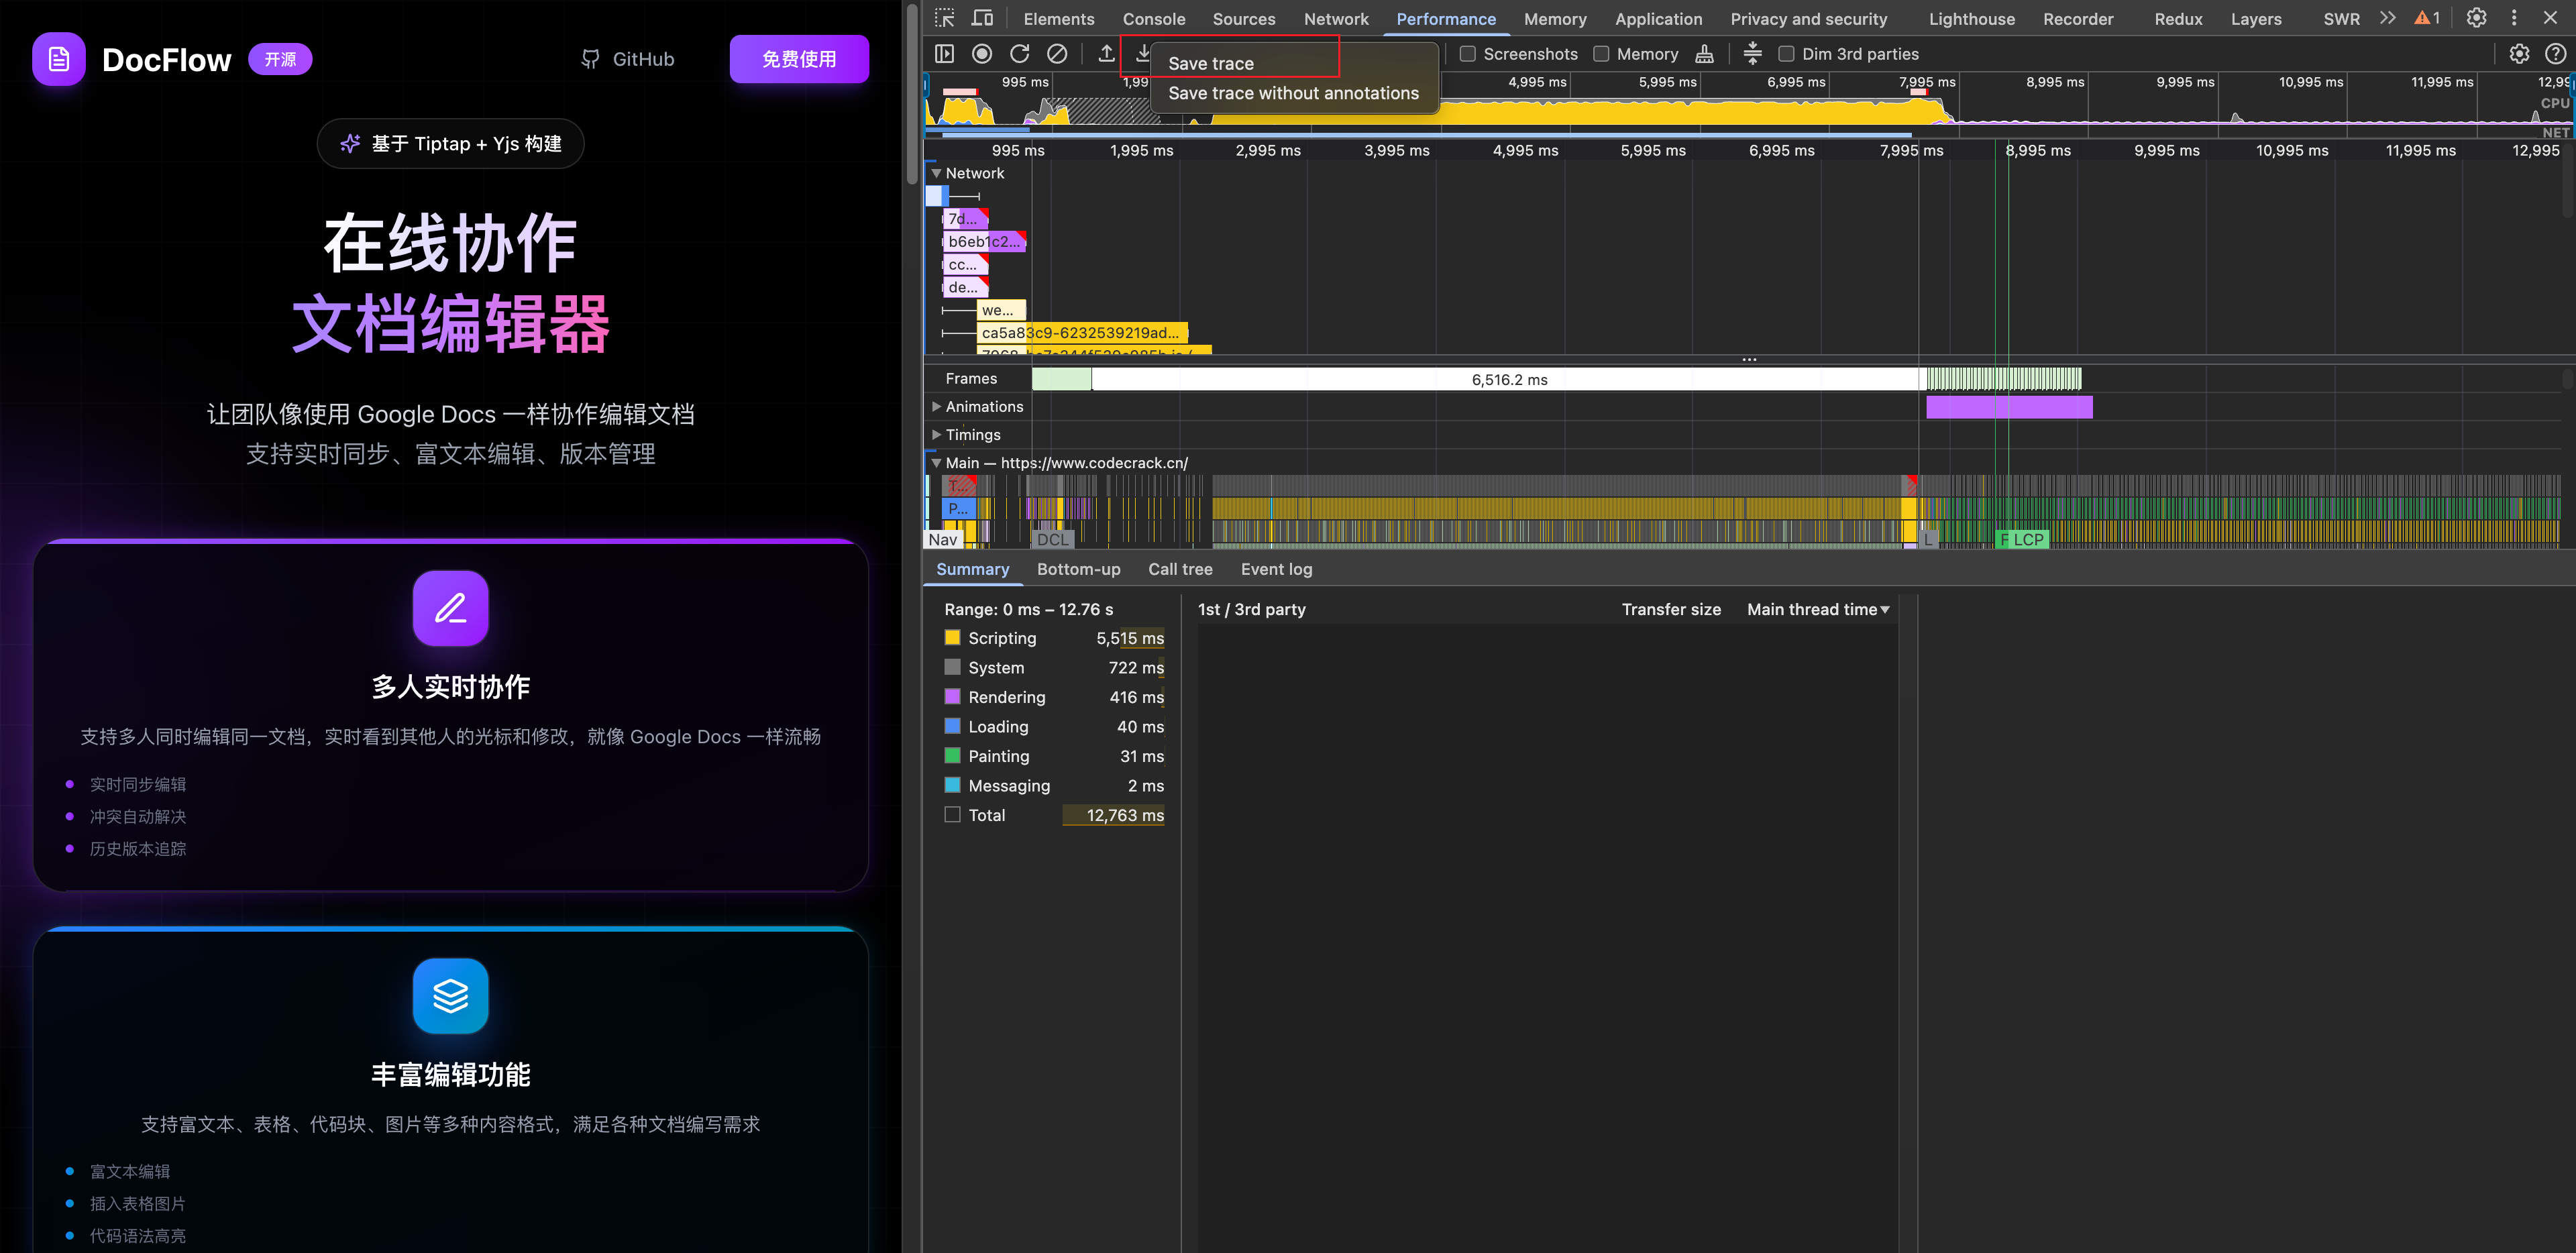 DocFlow 开源 GitHub 免费使用
基于 Tiptap + Yjs 构建
在线协作
文档编辑器
让团队像使用 Google Docs 一样协作编辑文档
支持实时同步、富文本编辑、版本管理
多人实时协作
支持多人同时编辑同一文档，实时看到其他人的光标和修改，就像 Google Docs 一样流畅
实时同步编辑
冲突自动解决
历史版本追踪
丰富编辑功能
支持富文本、表格、代码块、图片等多种内容格式，满足各种文档编写需求
富文本编辑
插入表格图片
代码语法高亮
Elements Console Sources Network Performance Memory Application Privacy and security Lighthouse Recorder Redux Layers SWR 1
Save trace
Save trace without annotations
Screenshots Memory Dim 3rd parties
995 ms 1,99 4,995 ms 5,995 ms 6,995 ms 7,995 ms 8,995 ms 9,995 ms 10,995 ms 11,995 ms 12,99
CPU
NET
995 ms 1,995 ms 2,995 ms 3,995 ms 4,995 ms 5,995 ms 6,995 ms 7,995 ms 8,995 ms 9,995 ms 10,995 ms 11,995 ms 12,995
Network
7d...
b6eb1c2...
cc...
de...
we...
ca5a83c9-6232539219ad...
Frames 6,516.2 ms
Animations
Timings
Main — https://www.codecrack.cn/
T...
P...
Nav DCL L F LCP
Summary Bottom-up Call tree Event log
Range: 0 ms – 12.76 s
Scripting 5,515 ms
System 722 ms
Rendering 416 ms
Loading 40 ms
Painting 31 ms
Messaging 2 ms
Total 12,763 ms
1st / 3rd party Transfer size Main thread time